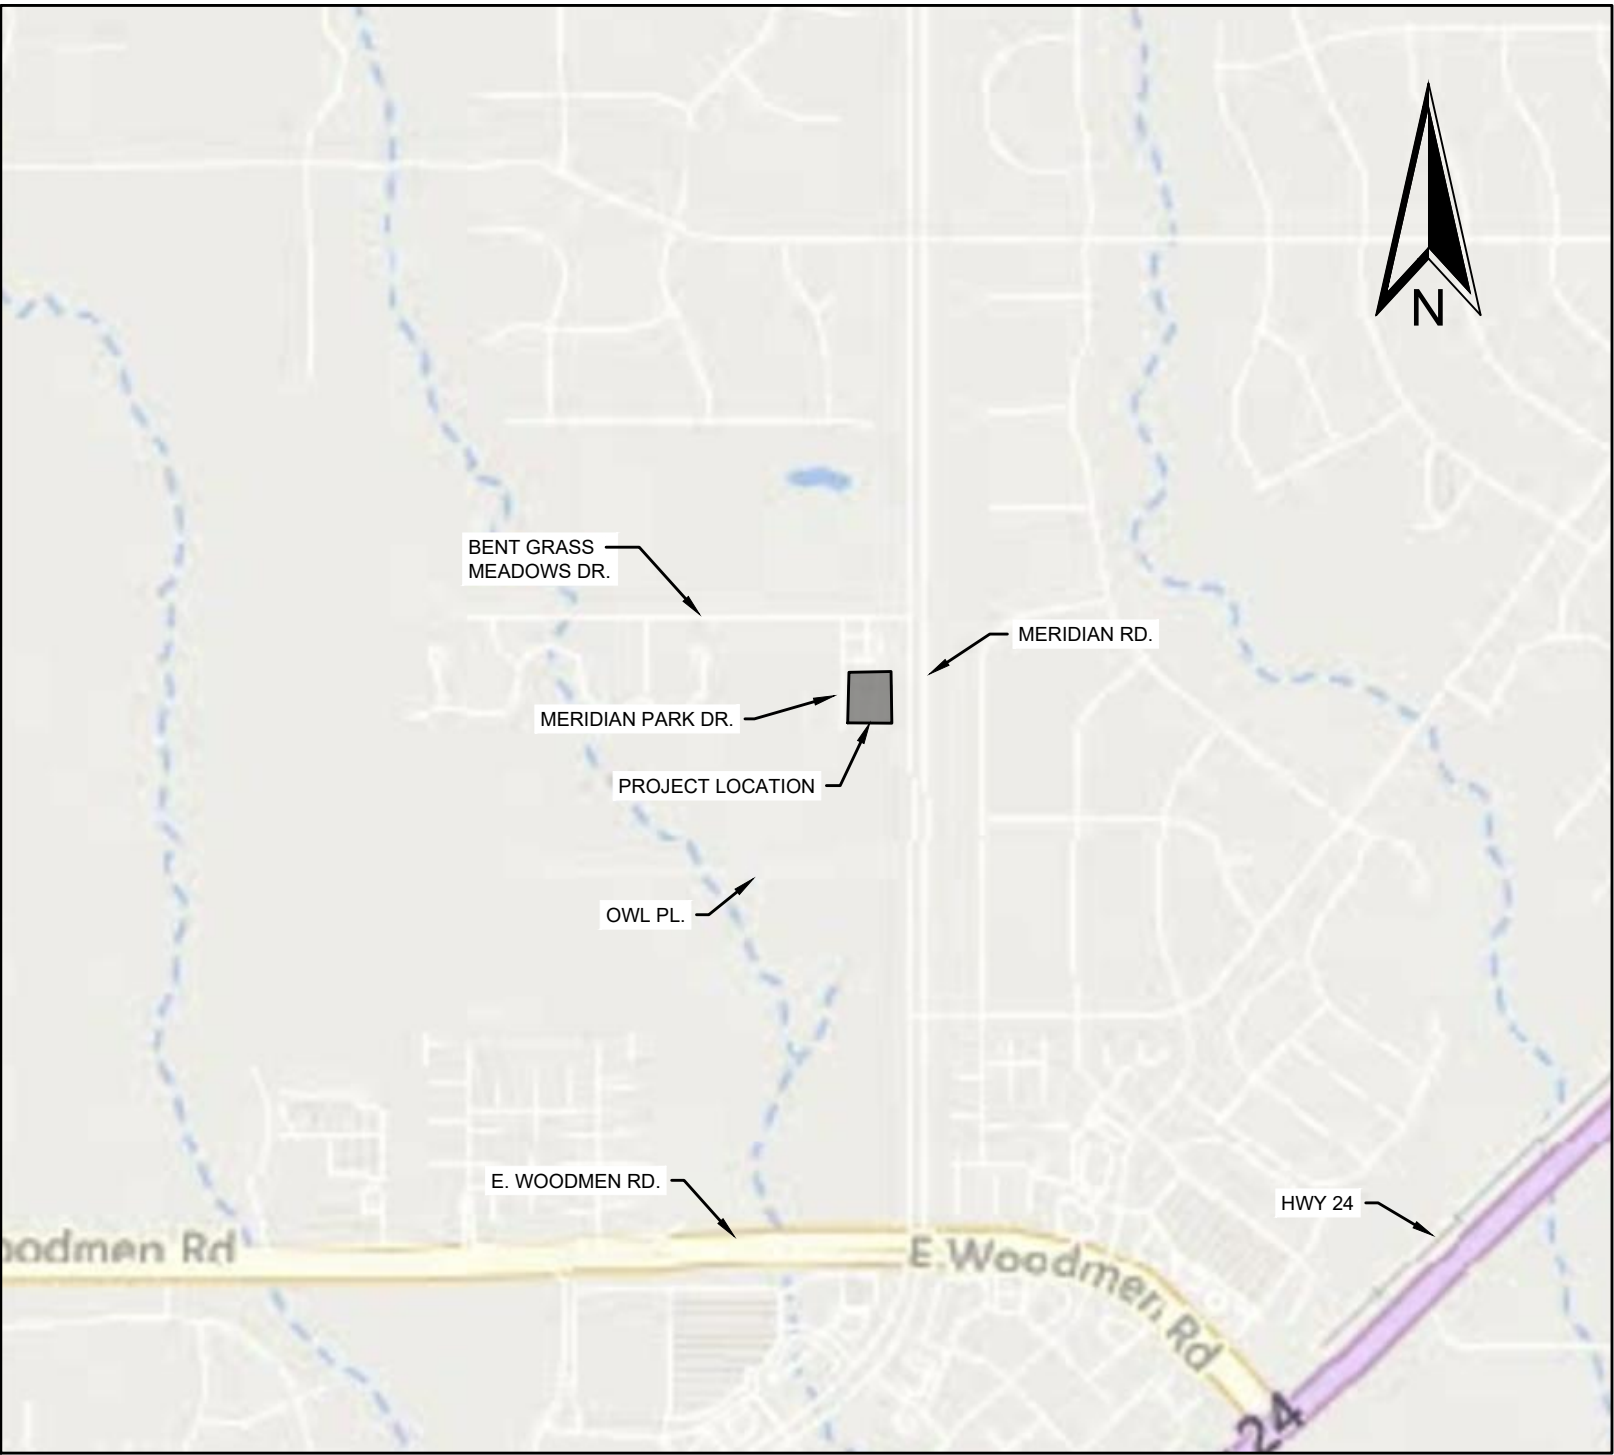 N
BENT GRASS
MEADOWS DR.
MERIDIAN RD.
MERIDIAN PARK DR.
PROJECT LOCATION
OWL PL.
E. WOODMEN RD.
HWY 24
oodmen Rd
E Woodmen Rd
24